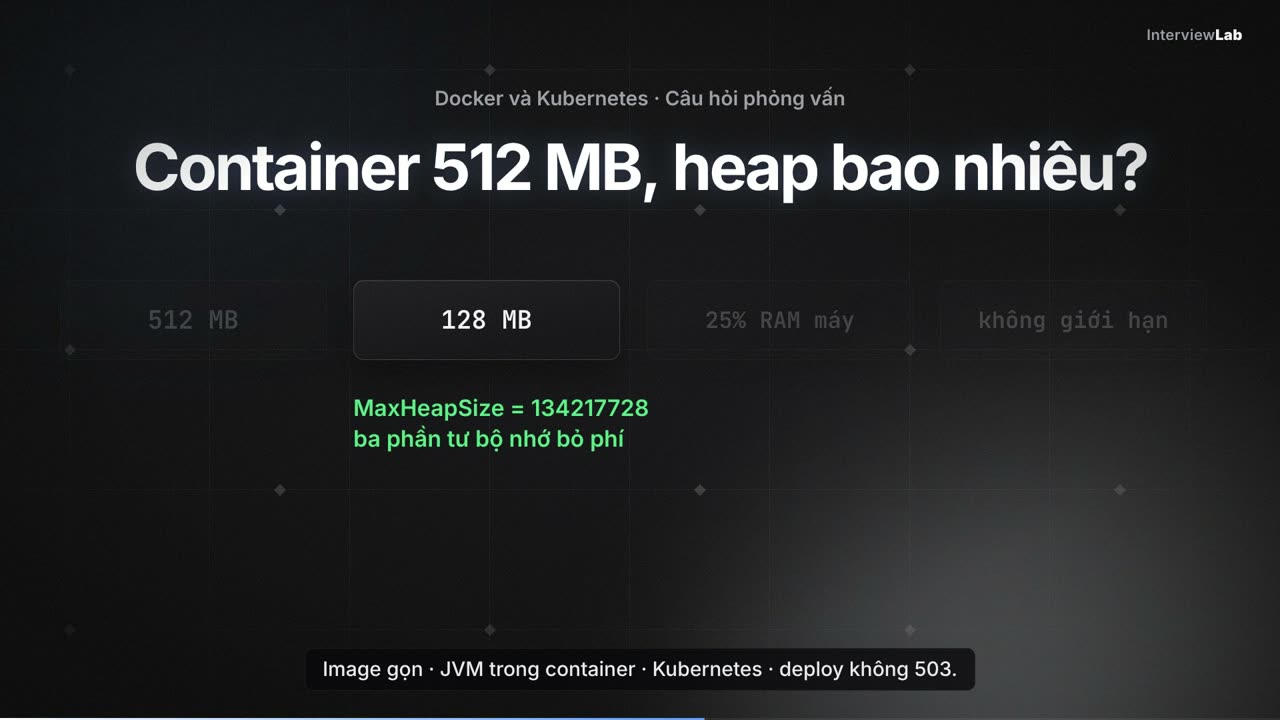 InterviewLab
Docker và Kubernetes · Câu hỏi phỏng vấn
Container 512 MB, heap bao nhiêu?
512 MB
128 MB
25% RAM máy
không giới hạn
MaxHeapSize = 134217728
ba phần tư bộ nhớ bỏ phí
Image gọn · JVM trong container · Kubernetes · deploy không 503.